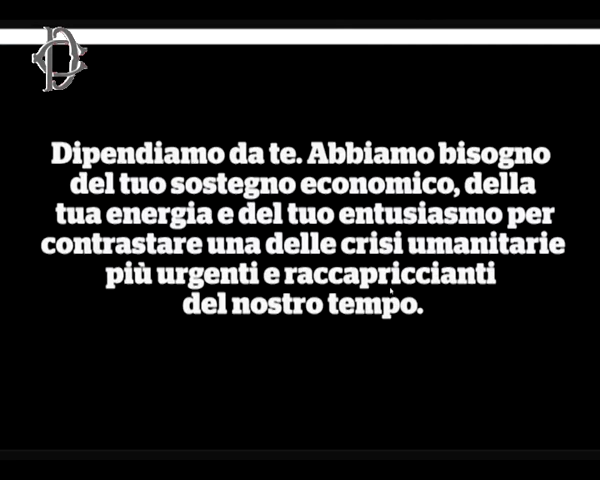 Dipendiamo da te. Abbiamo bisogno
del tuo sostegno economico, della
tua energia e del tuo entusiasmo per
contrastare una delle crisi umanitarie
più urgenti e raccapriccianti
del nostro tempo.